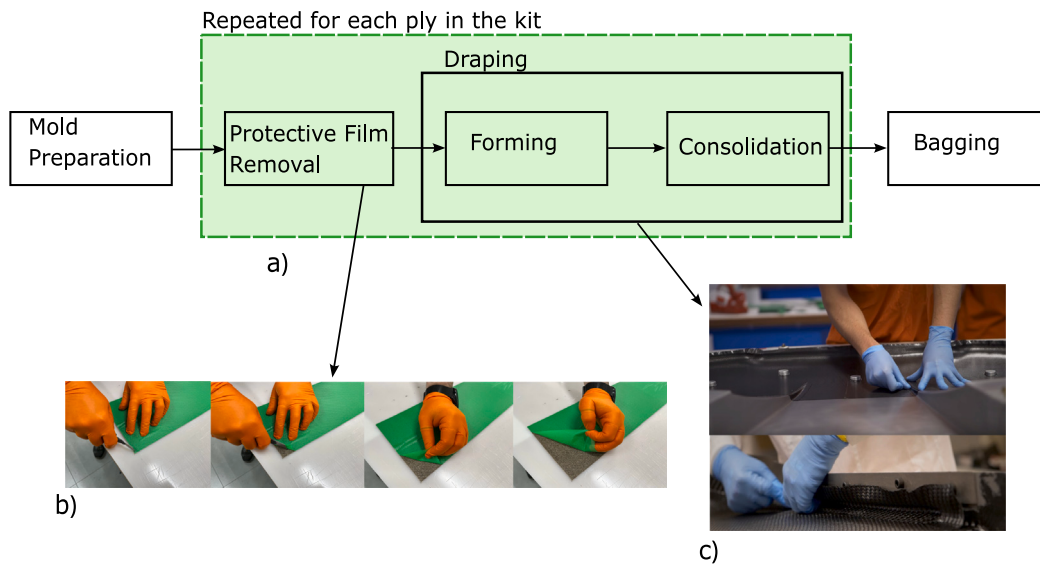 Repeated for each ply in the kit
Draping
Mold
Preparation
Protective Film
Removal
Forming
Consolidation
Bagging
a)
b)
c)